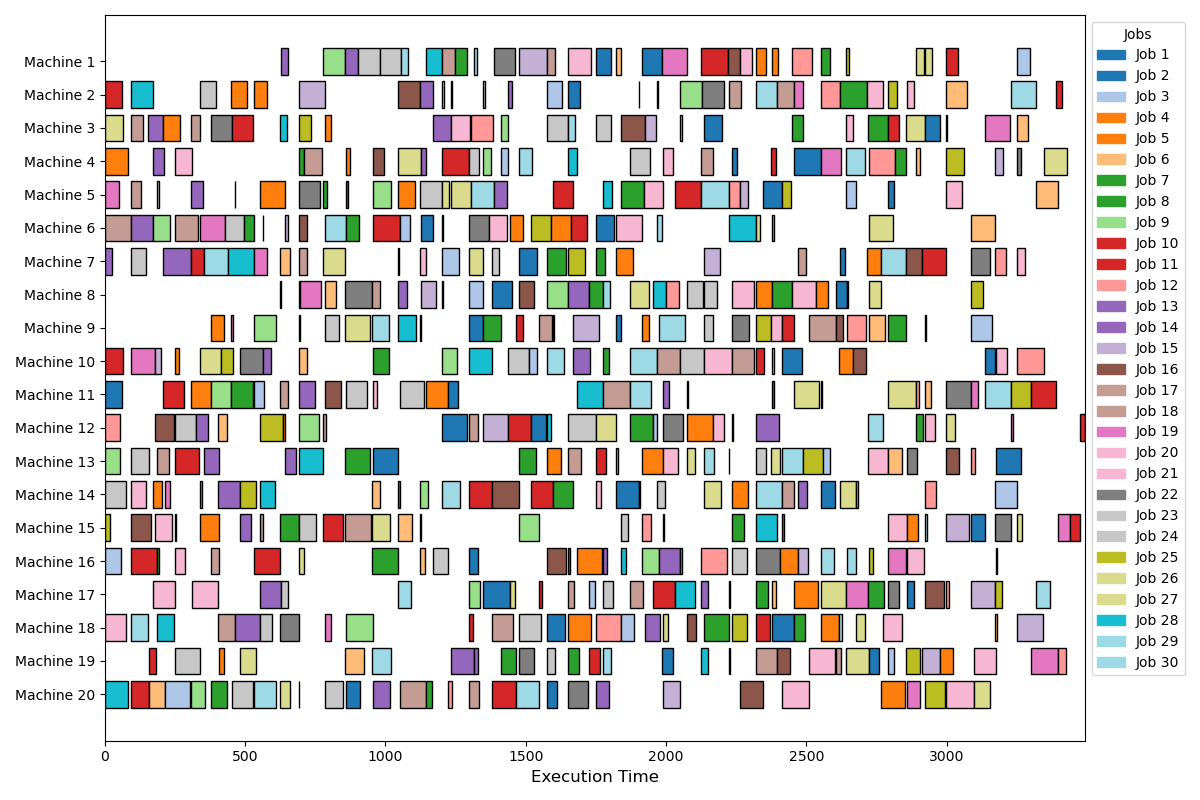 Jobs
Machine 1
Machine 2
Machine 3
Machine 4
Machine 5
Machine 6
Machine 7
Machine 8
Machine 9
Machine 10
Machine 11
Machine 12
Machine 13
Machine 14
Machine 15
Machine 16
Machine 17
Machine 18
Machine 19
Machine 20
Job 1
Job 2
Job 3
Job 4
Job 5
Job 6
Job 7
Job 8
Job 9
Job 10
Job 11
Job 12
Job 13
Job 14
Job 15
Job 16
Job 17
Job 18
Job 19
Job 20
Job 21
Job 22
Job 23
Job 24
Job 25
Job 26
Job 27
Job 28
Job 29
Job 30
0 500 1000 1500 2000 2500 3000
Execution Time